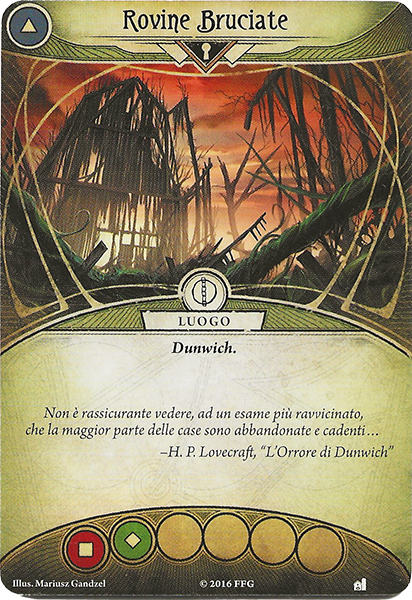 Rovine Bruciate
LUOGO
Dunwich.
Non è rassicurante vedere, ad un esame più ravvicinato,
che la maggior parte delle case sono abbandonate e cadenti…
–H. P. Lovecraft, “L’Orrore di Dunwich”
Illus. Mariusz Gandzel
© 2016 FFG